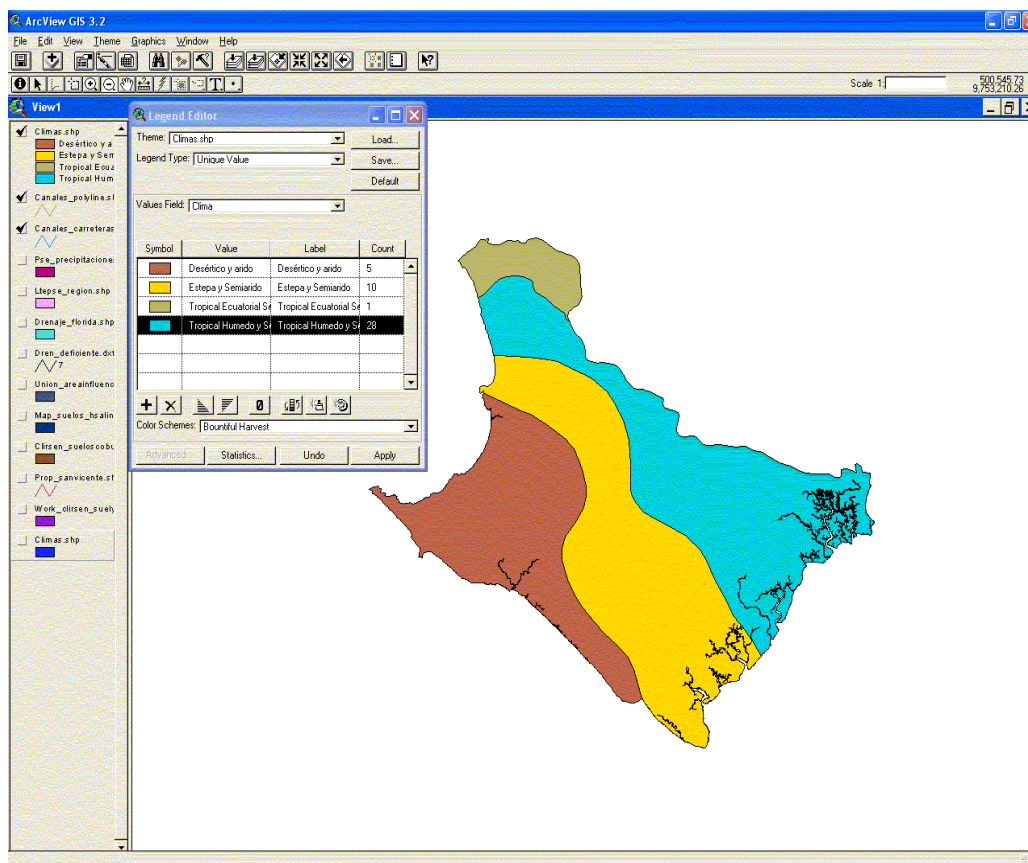 ArcView GIS 3.2
File Edit View Theme Graphics Window Help
Scale 1:
500,545.73
9,753,210.26
View1
Climas.shp
Desértico y a
Estepa y Sem
Tropical Ecua
Tropical Hum
Canales_polyline.sl
Canales_carreteras
Pse_precipitacione:
Ltepse_region.shp
Drenaje_florida.shp
Dren_deficiente.dxf
7
Union_areainfluenc
Map_suelos_hsalin
Clirsen_sueloscobu
Prop_sanvicente.sh
Work_clirsen_suely
Climas.shp
Legend Editor
Theme: Climas.shp
Load...
Legend Type: Unique Value
Save...
Default
Values Field: Clima
Symbol Value Label Count
Desértico y arido Desértico y arido 5
Estepa y Semiarido Estepa y Semiarido 10
Tropical Ecuatorial Se Tropical Ecuatorial Se 1
Tropical Humedo y Se Tropical Humedo y Se 28
Color Schemes: Bountiful Harvest
Advanced... Statistics... Undo Apply